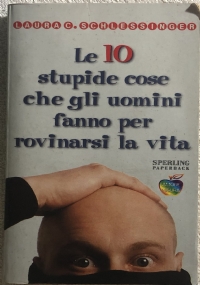 LAURA C. SCHLESSINGER
Le 10
stupide cose
che gli uomini
fanno per
rovinarsi la vita
SPERLING
PAPERBACK